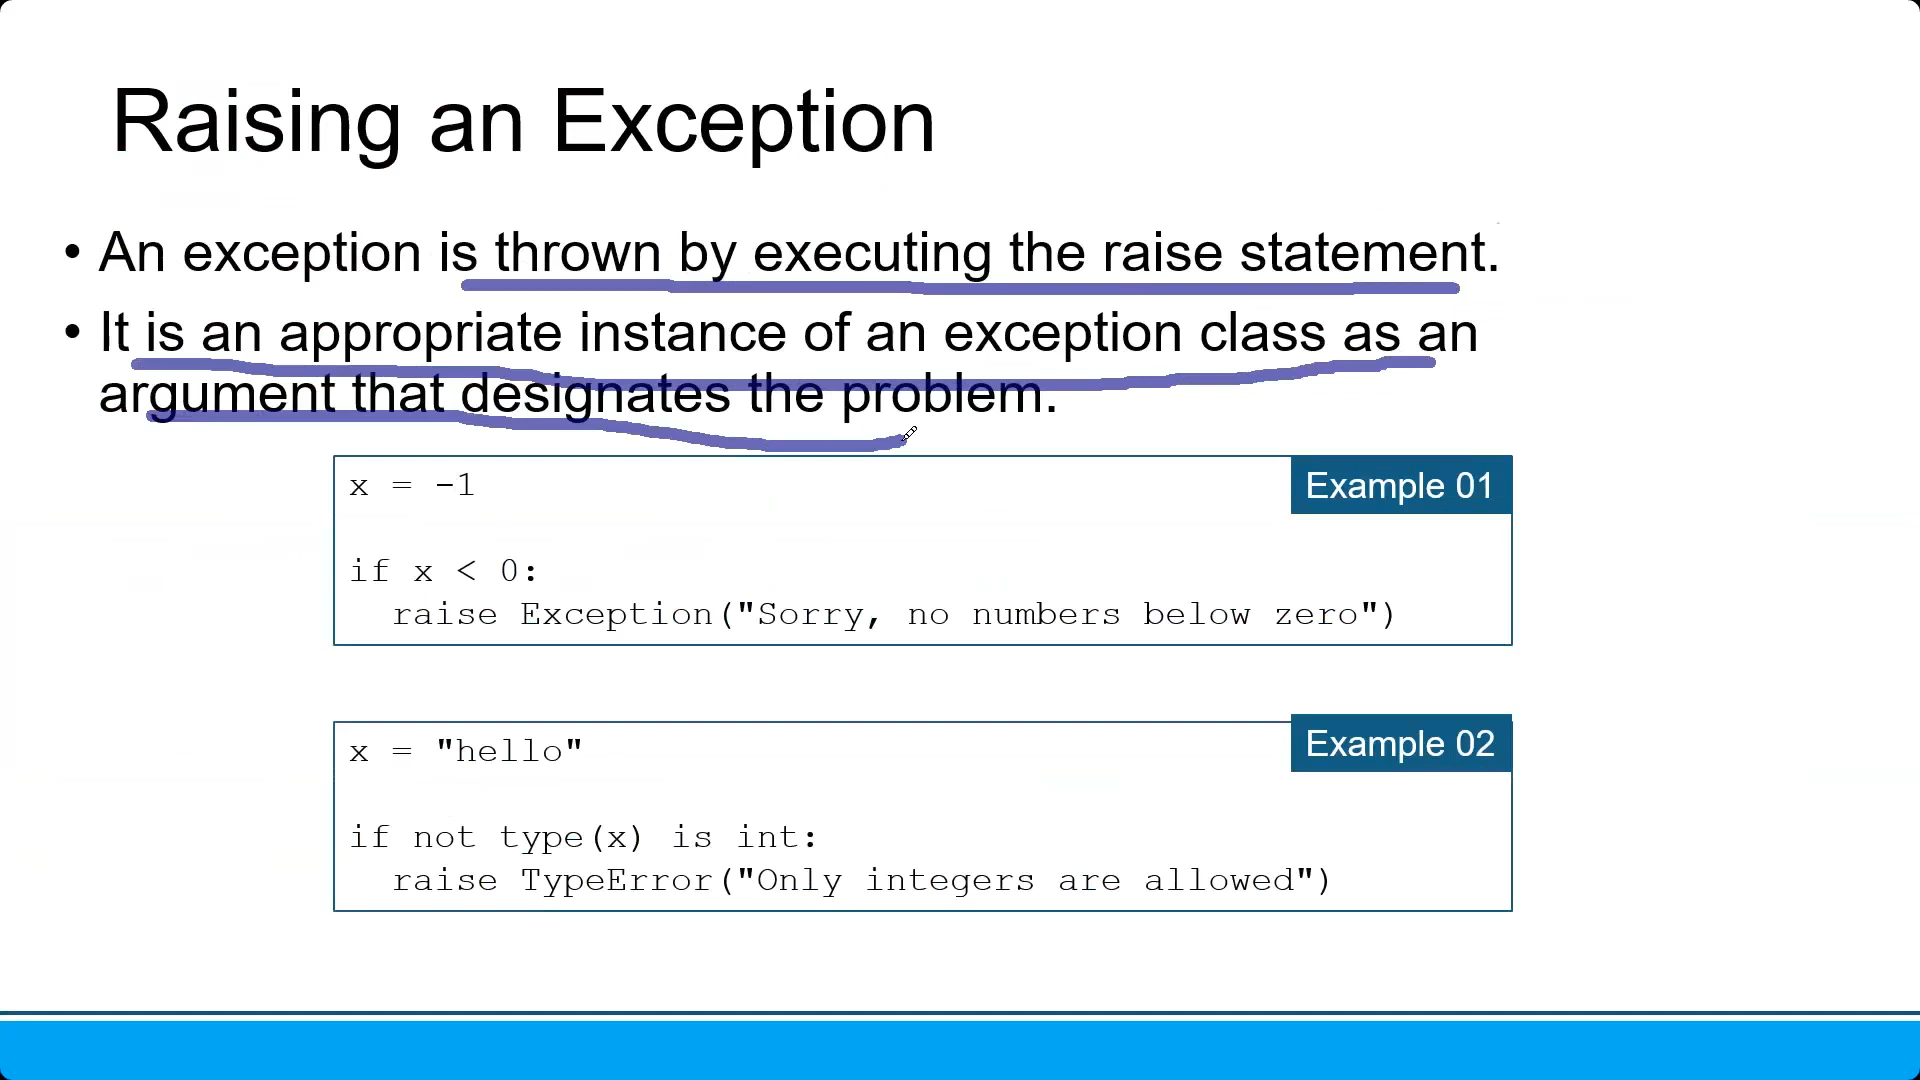 Raising an Exception
• An exception is thrown by executing the raise statement.
• It is an appropriate instance of an exception class as an
argument that designates the problem.
Example 01
x = -1
if x < 0:
  raise Exception("Sorry, no numbers below zero")
Example 02
x = "hello"
if not type(x) is int:
  raise TypeError("Only integers are allowed")